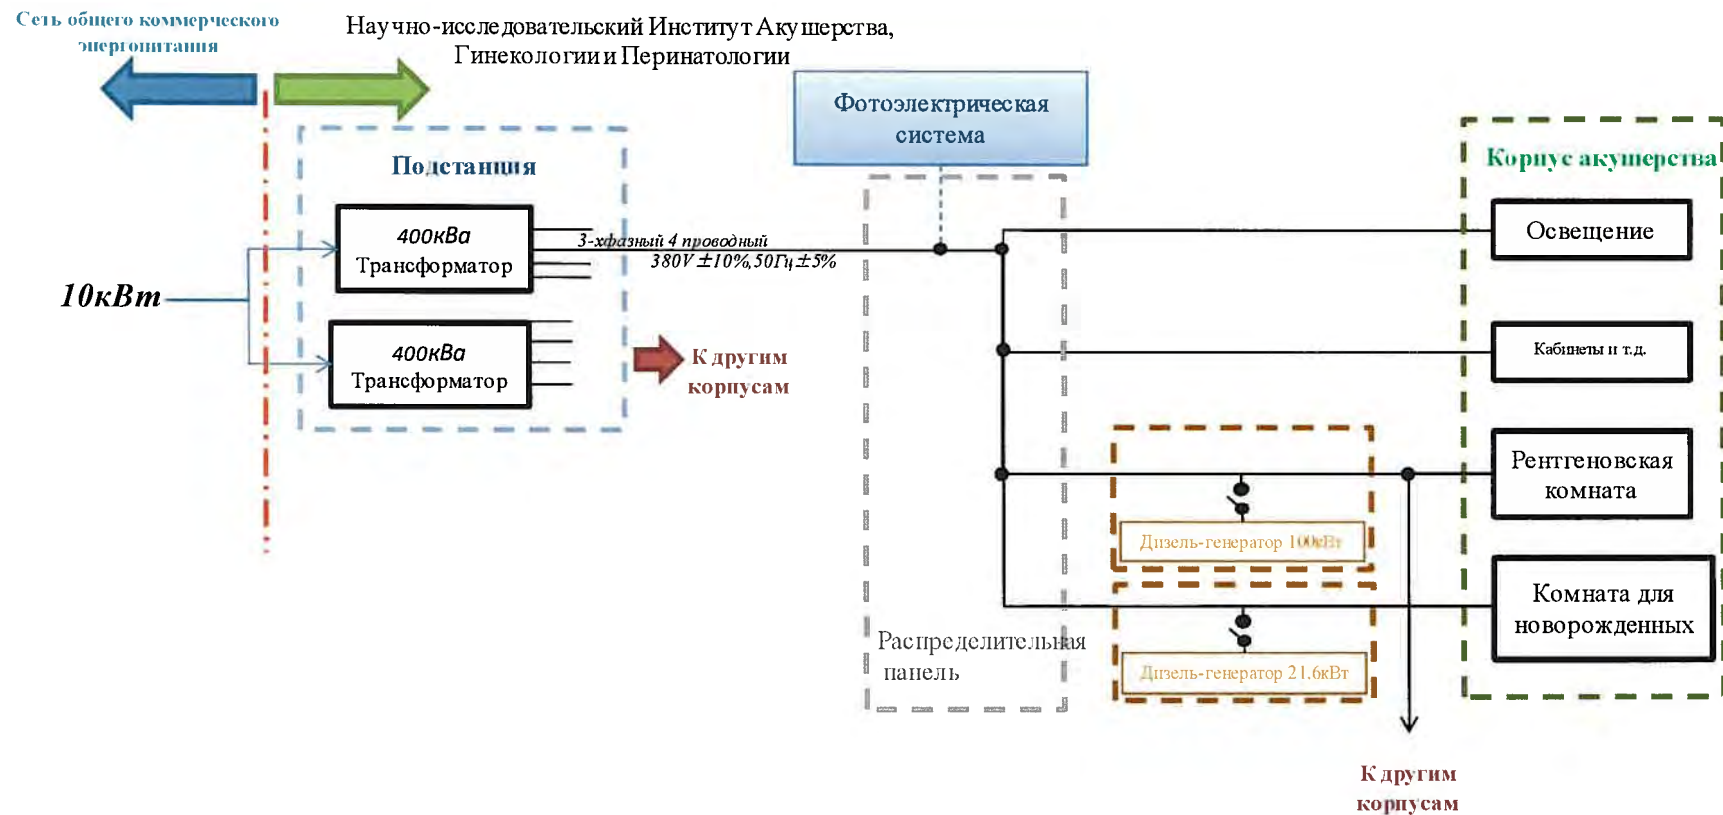 Сеть общего коммерческого
энергопитания
Научно-исследовательский Институт Акушерства,
Гинекологии и Перинатологии
Фотоэлектрическая
система
Подстанция
Корпус акушерства
400кВа
Трансформатор
3-хфазный 4 проводный
380V ±10%,50Гц±5%
Освещение
10кВт
400кВа
Трансформатор
К другим
корпусам
Кабинеты и т.д.
Рентгеновская
комната
Дизель-генератор 100кВт
Комната для
новорожденных
Распределительная
панель
Дизель-генератор 21.6кВт
К другим
корпусам